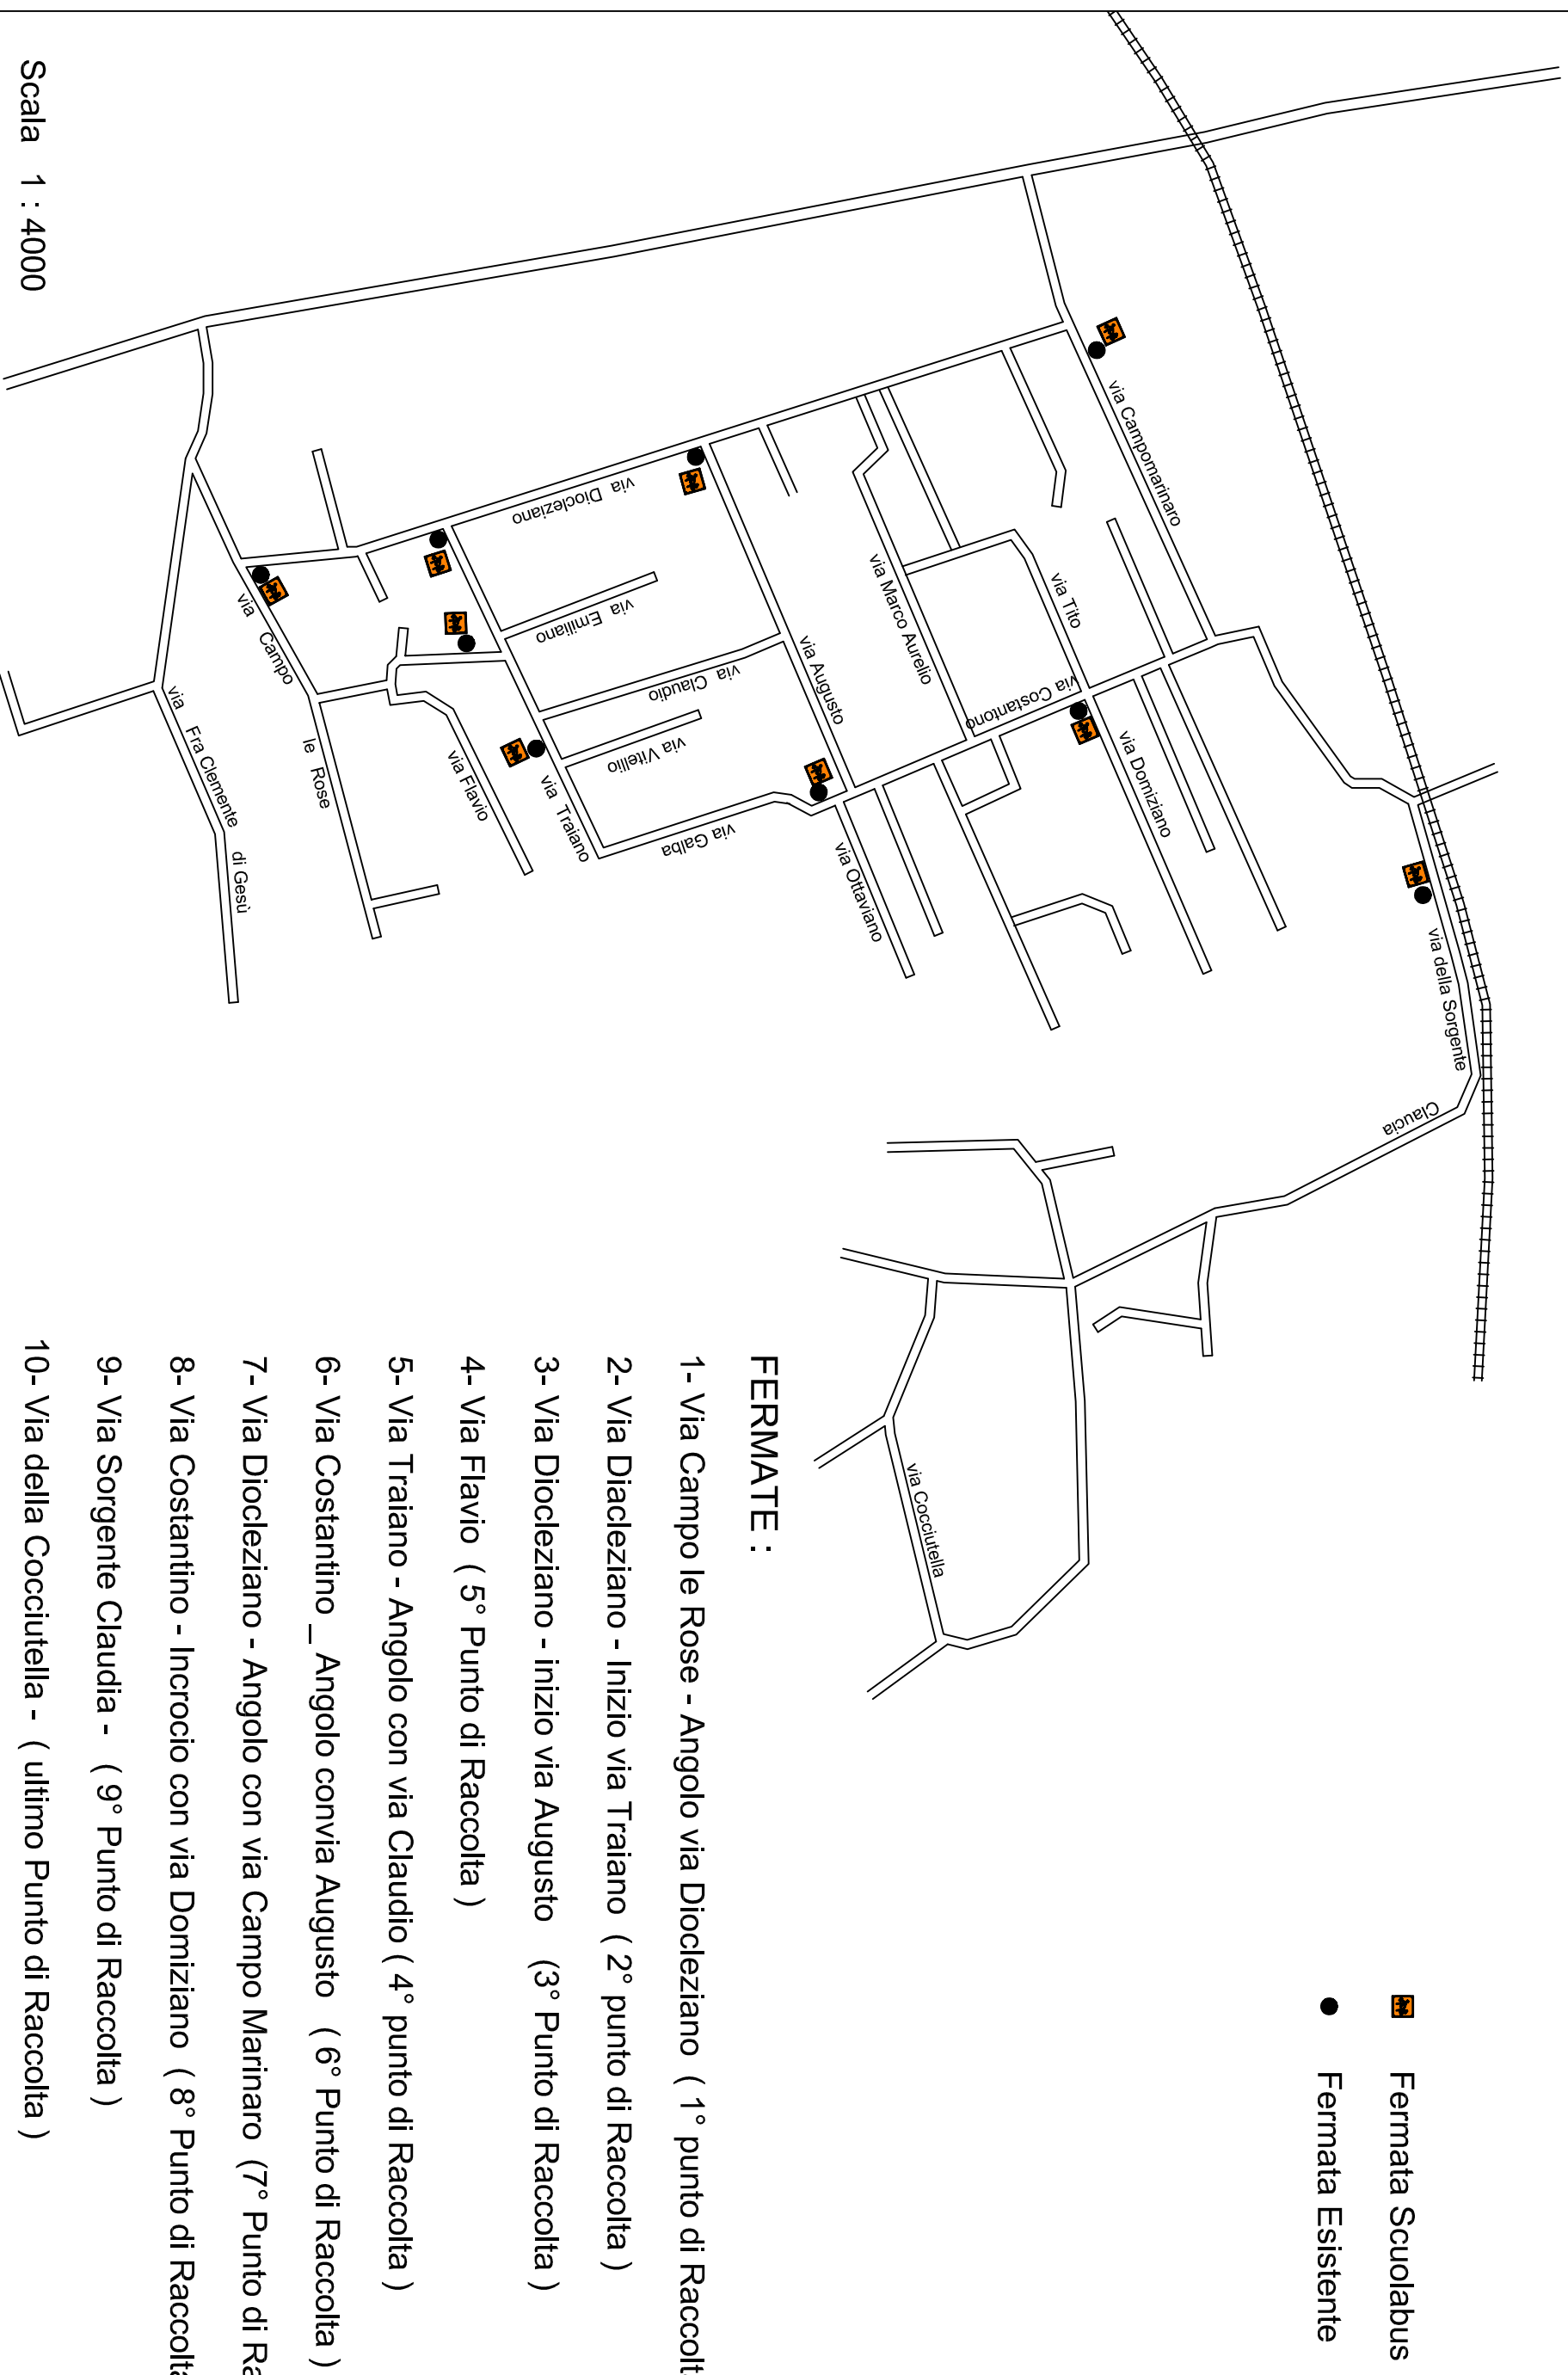 Fermata Scuolabus
Fermata Esistente
via della Sorgente
Claucia
via Campomarinaro
via Domiziano
via Tito
via Costantono
via Marco Aurelio
via Augusto
via Ottaviano
via Cocciutella
via Diocleziano
via Emiliano
via Claudio
via Vitellio
via Galba
via Traiano
via Flavio
via Campo le Rose
via Fra Clemente di Gesù
FERMATE :
1- Via Campo le Rose - Angolo via Diocleziano ( 1° punto di Raccolt
2- Via Diacleziano - Inizio via Traiano ( 2° punto di Raccolta )
3- Via Diocleziano - inizio via Augusto (3° Punto di Raccolta )
4- Via Flavio ( 5° Punto di Raccolta )
5- Via Traiano - Angolo con via Claudio ( 4° punto di Raccolta )
6- Via Costantino _ Angolo convia Augusto ( 6° Punto di Raccolta )
7- Via Diocleziano - Angolo con via Campo Marinaro (7° Punto di Ra
8- Via Costantino - Incrocio con via Domiziano ( 8° Punto di Raccolta
9- Via Sorgente Claudia - ( 9° Punto di Raccolta )
10- Via della Cocciutella - ( ultimo Punto di Raccolta )
Scala 1 : 4000